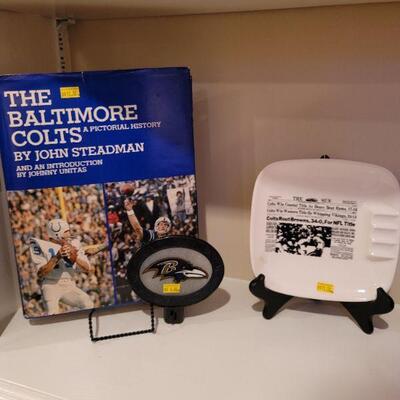 THE
BALTIMORE
COLTS A PICTORIAL HISTORY
BY JOHN STEADMAN
AND AN INTRODUCTION
BY JOHNNY UNITAS
THE SUN
Colts Rout Browns, 34-0, For NFL Title